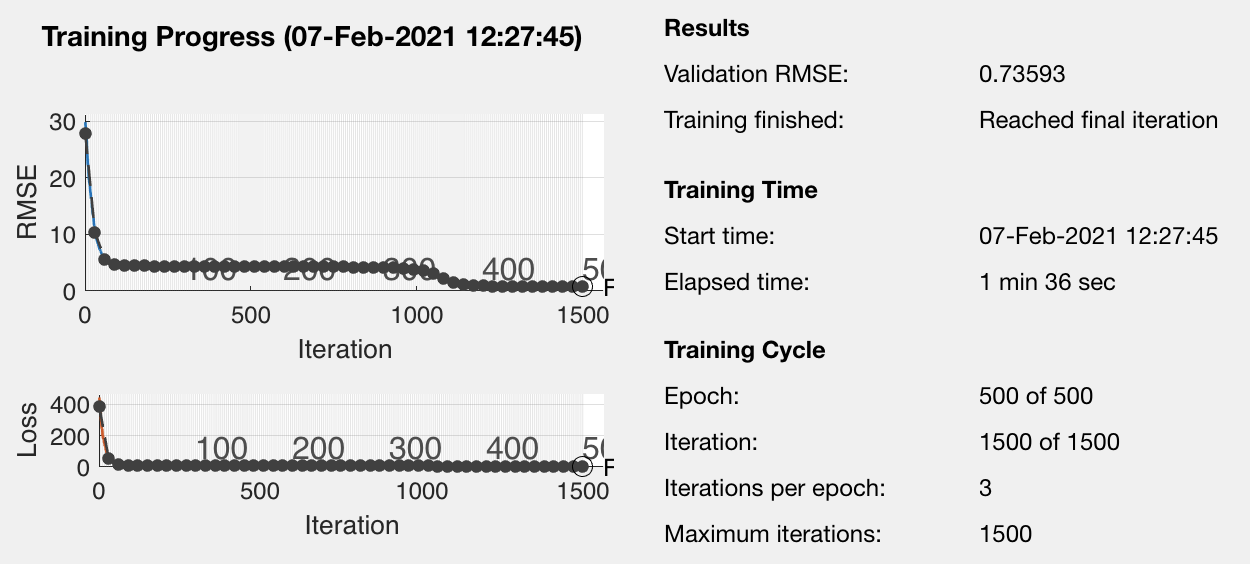 Training Progress (07-Feb-2021 12:27:45)
30
20
10
0
RMSE
100 200 300 400
0 500 1000 1500
Iteration
400
200
0
Loss
100 200 300 400
0 500 1000 1500
Iteration
Results
Validation RMSE: 0.73593
Training finished: Reached final iteration
Training Time
Start time: 07-Feb-2021 12:27:45
Elapsed time: 1 min 36 sec
Training Cycle
Epoch: 500 of 500
Iteration: 1500 of 1500
Iterations per epoch: 3
Maximum iterations: 1500